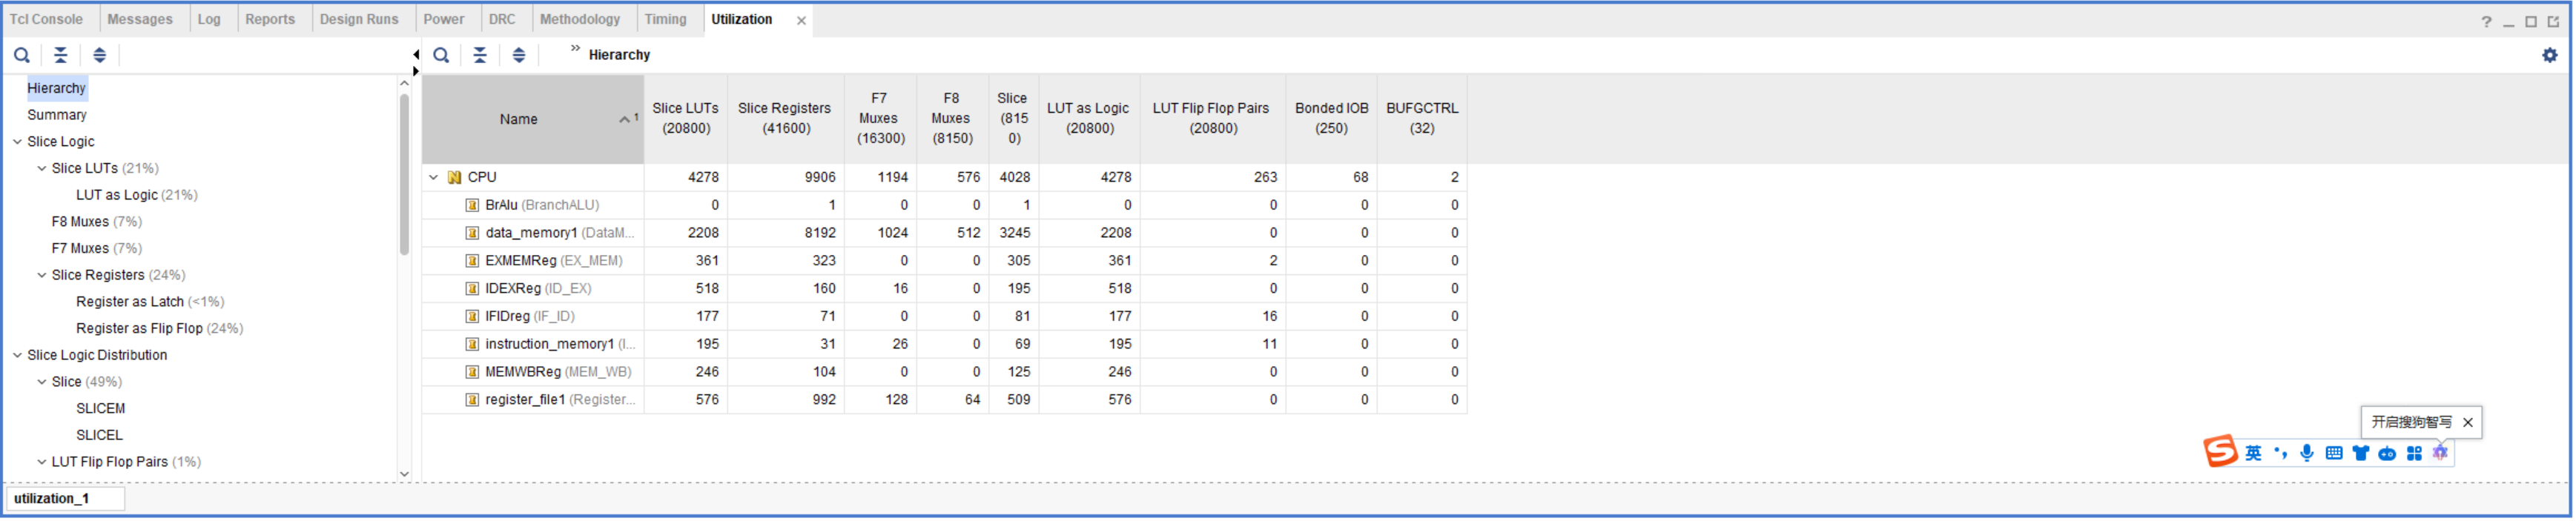 Tcl Console Messages Log Reports Design Runs Power DRC Methodology Timing Utilization
Hierarchy
Summary
Slice Logic
Slice LUTs (21%)
LUT as Logic (21%)
F8 Muxes (7%)
F7 Muxes (7%)
Slice Registers (24%)
Register as Latch (<1%)
Register as Flip Flop (24%)
Slice Logic Distribution
Slice (49%)
SLICEM
SLICEL
LUT Flip Flop Pairs (1%)
Hierarchy
Name 1 Slice LUTs (20800) Slice Registers (41600) F7 Muxes (16300) F8 Muxes (8150) Slice (8150) LUT as Logic (20800) LUT Flip Flop Pairs (20800) Bonded IOB (250) BUFGCTRL (32)
CPU 4278 9906 1194 576 4028 4278 263 68 2
BrAlu (BranchALU) 0 1 0 0 1 0 0 0 0
data_memory1 (DataM... 2208 8192 1024 512 3245 2208 0 0 0
EXMEMReg (EX_MEM) 361 323 0 0 305 361 2 0 0
IDEXReg (ID_EX) 518 160 16 0 195 518 0 0 0
IFIDreg (IF_ID) 177 71 0 0 81 177 16 0 0
instruction_memory1 (I... 195 31 26 0 69 195 11 0 0
MEMWBReg (MEM_WB) 246 104 0 0 125 246 0 0 0
register_file1 (Register... 576 992 128 64 509 576 0 0 0
开启搜狗智写
英
utilization_1